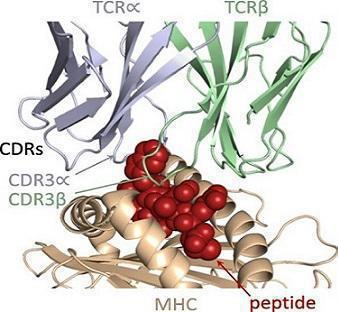 TCR∝ TCRβ
CDRs
CDR3∝
CDR3β
MHC
peptide